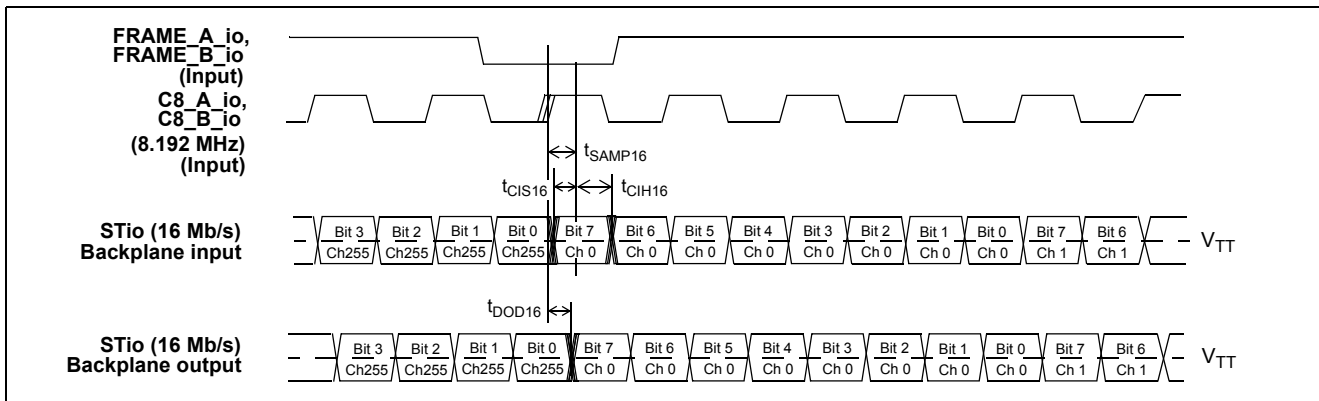 FRAME_A_io,
FRAME_B_io
(Input)
C8_A_io,
C8_B_io
(8.192 MHz)
(Input)
tSAMP16
tCIS16
tCIH16
STio (16 Mb/s)
Backplane input
Bit 3 Bit 2 Bit 1 Bit 0 Bit 7 Bit 6 Bit 5 Bit 4 Bit 3 Bit 2 Bit 1 Bit 0 Bit 7 Bit 6
Ch255 Ch255 Ch255 Ch255 Ch 0 Ch 0 Ch 0 Ch 0 Ch 0 Ch 0 Ch 0 Ch 0 Ch 1 Ch 1
VTT
tDOD16
STio (16 Mb/s)
Backplane output
Bit 3 Bit 2 Bit 1 Bit 0 Bit 7 Bit 6 Bit 5 Bit 4 Bit 3 Bit 2 Bit 1 Bit 0 Bit 7 Bit 6
Ch255 Ch255 Ch255 Ch255 Ch 0 Ch 0 Ch 0 Ch 0 Ch 0 Ch 0 Ch 0 Ch 0 Ch 1 Ch 1
VTT